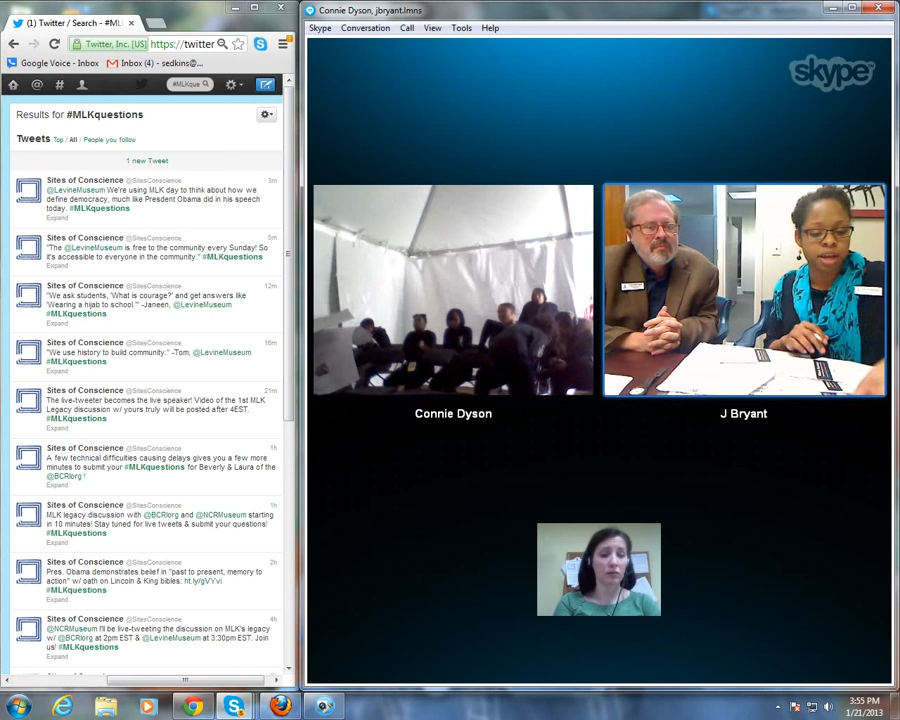 (1) Twitter / Search - #ML
Twitter, Inc. [US]
https://twitter
Google Voice - Inbox
Inbox (4) - sedkins@...
#MLKque
Results for #MLKquestions
Tweets Top / All / People you follow
1 new Tweet
Sites of Conscience @SitesConscience 3m
@LevineMuseum We're using MLK day to think about how we
define democracy, much like Presdent Obama did in his speech
today. #MLKquestions
Expand
Sites of Conscience @SitesConscience 5m
"The @LevineMuseum is free to the community every Sunday! So
it's accessible to everyone in the community." #MLKquestions
Expand
Sites of Conscience @SitesConscience 12m
"We ask students, 'What is courage?' and get answers like
'Wearing a hijab to school.'" -Janeen, @LevineMuseum
#MLKquestions
Expand
Sites of Conscience @SitesConscience 16m
"We use history to build community." -Tom, @LevineMuseum
#MLKquestions
Expand
Sites of Conscience @SitesConscience 21m
The live-tweeter becomes the live speaker! Video of the 1st MLK
Legacy discussion w/ yours truly will be posted after 4EST.
#MLKquestions
Expand
Sites of Conscience @SitesConscience 1h
A few technical difficulties causing delays gives you a few more
minutes to submit your #MLKquestions for Beverly & Laura of the
@BCRIorg !
Expand
Sites of Conscience @SitesConscience 1h
MLK legacy discussion with @BCRIorg and @NCRMuseum starting
in 10 minutes! Stay tuned for live tweets & submit your questions!
#MLKquestions
Expand
Sites of Conscience @SitesConscience 2h
Pres. Obama demonstrates belief in "past to present, memory to
action" w/ oath on Lincoln & King bibles: ht.ly/gVYvi
#MLKquestions
Expand
Sites of Conscience @SitesConscience 4h
@NCRMuseum I'll be live-tweeting the discussion on MLK's legacy
w/ @BCRIorg at 2pm EST & @LevineMuseum at 3:30pm EST. Join
us! #MLKquestions
Expand
Connie Dyson, jbryant.lmns
Skype Conversation Call View Tools Help
skype
Connie Dyson
J Bryant
3:55 PM
1/21/2013